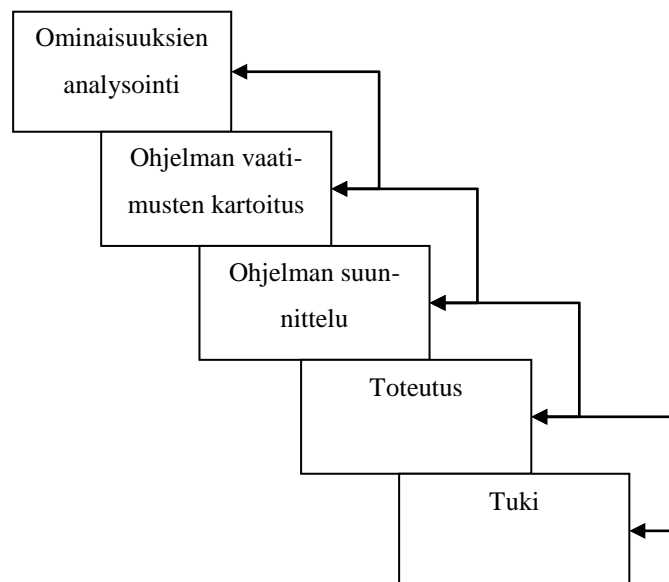 Ominaisuuksien
analysointi
Ohjelman vaati-
musten kartoitus
Ohjelman suun-
nittelu
Toteutus
Tuki